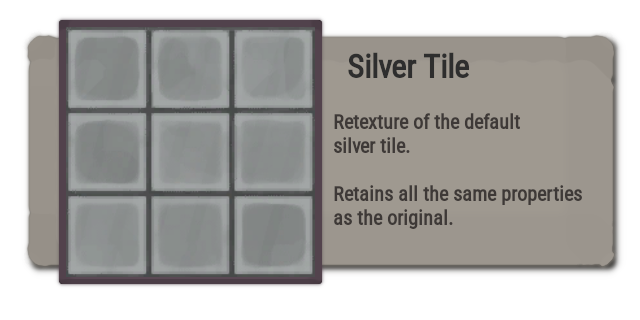 Silver Tile
Retexture of the default
silver tile.
Retains all the same properties
as the original.